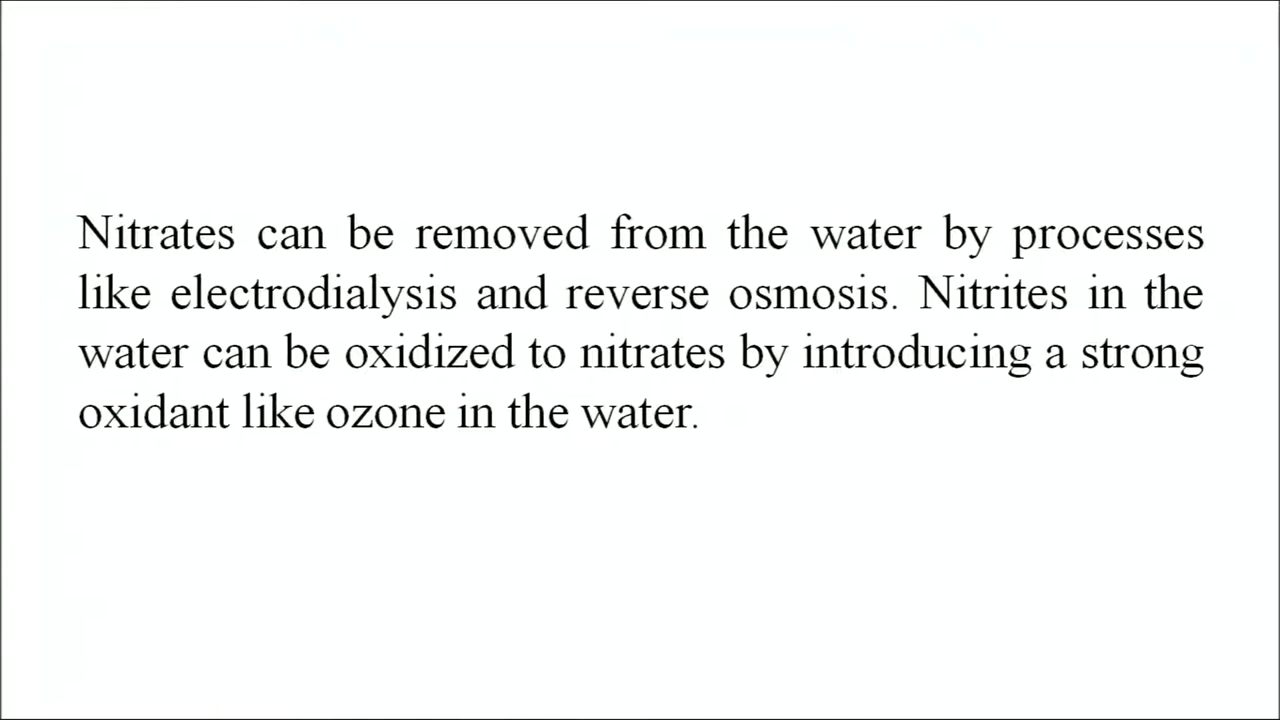 Nitrates can be removed from the water by processes
like electrodialysis and reverse osmosis. Nitrites in the
water can be oxidized to nitrates by introducing a strong
oxidant like ozone in the water.